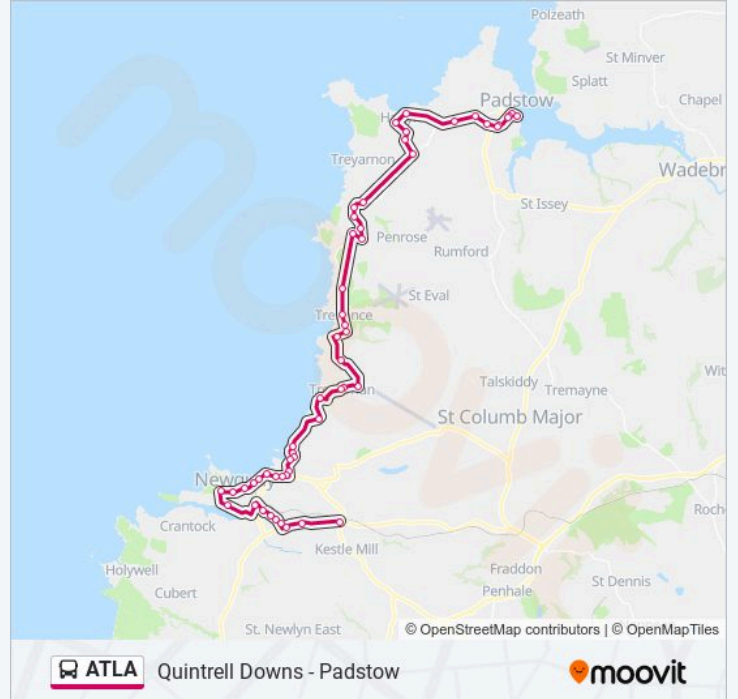 Polzeath
St Minver
Splatt
Padstow
Chapel
Treyarnon
Wadebr
St Issey
Penrose
Rumford
St Eval
Wit
Talskiddy
Tremayne
St Columb Major
Newquay
Crantock
Roch
Kestle Mill
Holywell
Fraddon
St Dennis
Cubert
Penhale
St. Newlyn East
© OpenStreetMap contributors | © OpenMapTiles
ATLA Quintrell Downs - Padstow
moovit